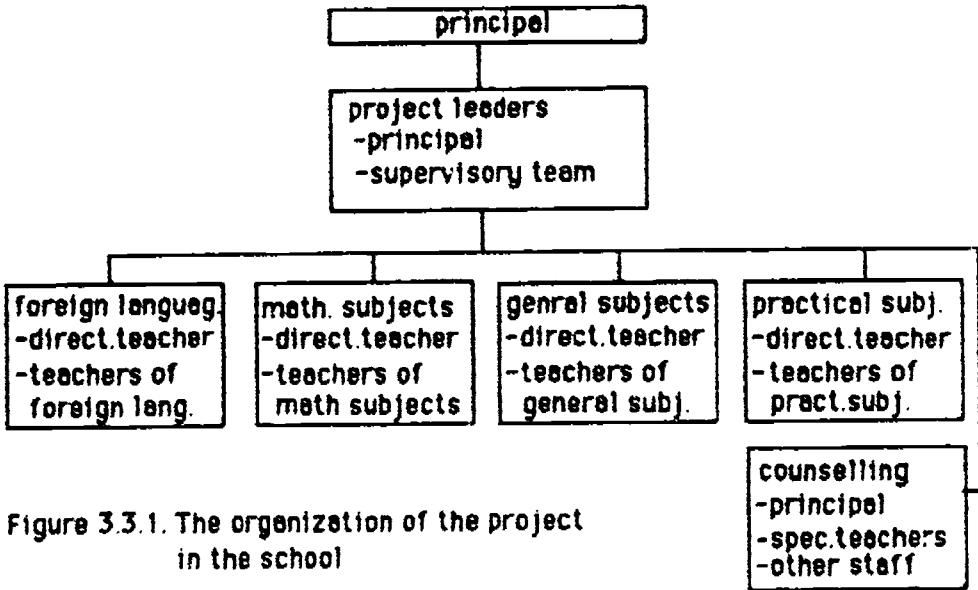 principal
project leaders
-principal
-supervisory team
foreign languag.
-direct.teacher
-teachers of
foreign lang.
math. subjects
-direct.teacher
-teachers of
math subjects
genral subjects
-direct.teacher
-teachers of
general subj.
practical subj.
-direct.teacher
-teachers of
pract.subj.
counselling
-principal
-spec.teachers
-other staff
Figure 3.3.1. The organization of the project
in the school